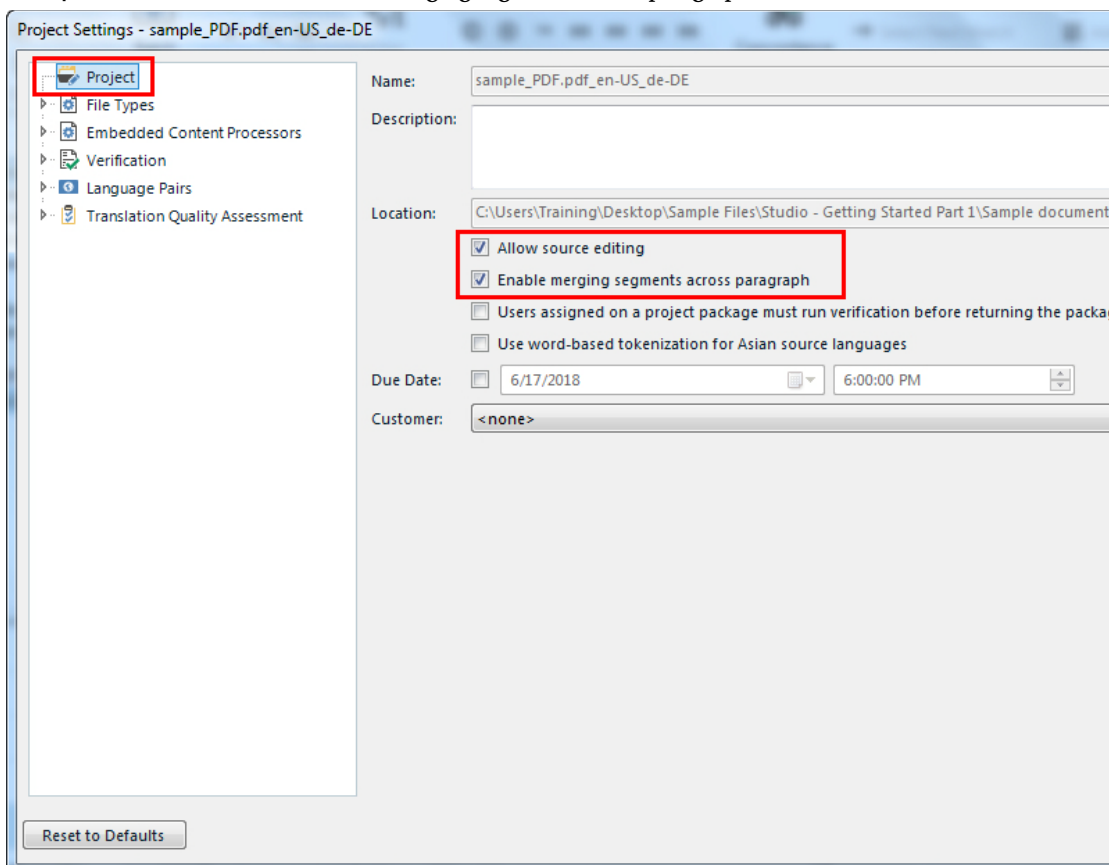 Project Settings - sample_PDF.pdf_en-US_de-DE
Project
File Types
Embedded Content Processors
Verification
Language Pairs
Translation Quality Assessment
Name: sample_PDF.pdf_en-US_de-DE
Description:
Location: C:\Users\Training\Desktop\Sample Files\Studio - Getting Started Part 1\Sample document
Allow source editing
Enable merging segments across paragraph
Users assigned on a project package must run verification before returning the packa
Use word-based tokenization for Asian source languages
Due Date: 6/17/2018 6:00:00 PM
Customer: <none>
Reset to Defaults